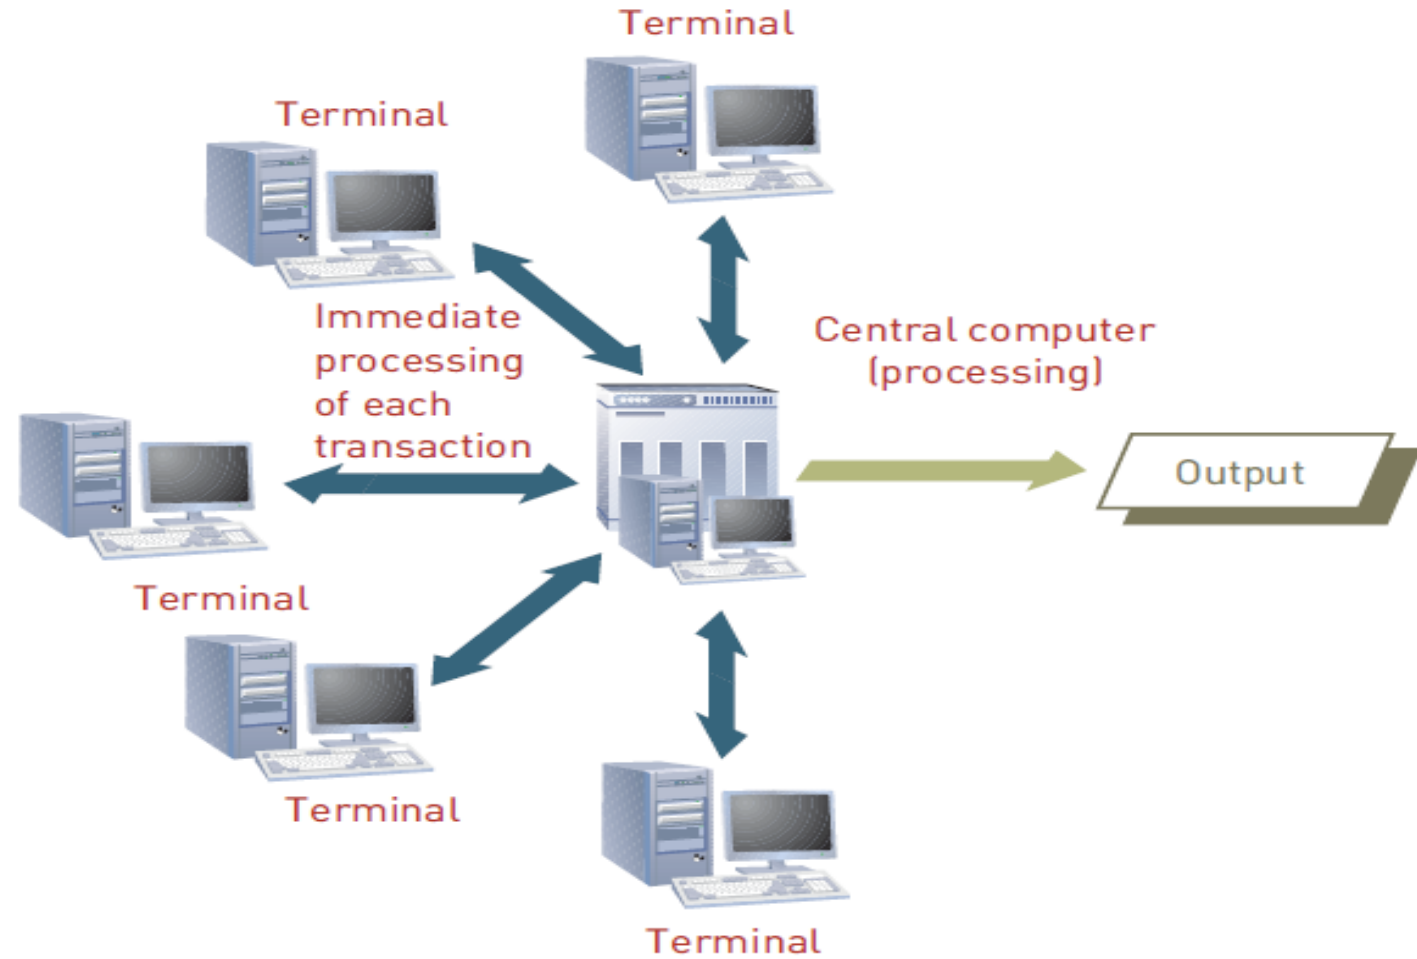 Terminal
Terminal
Immediate
processing
of each
transaction
Central computer
(processing)
Output
Terminal
Terminal
Terminal